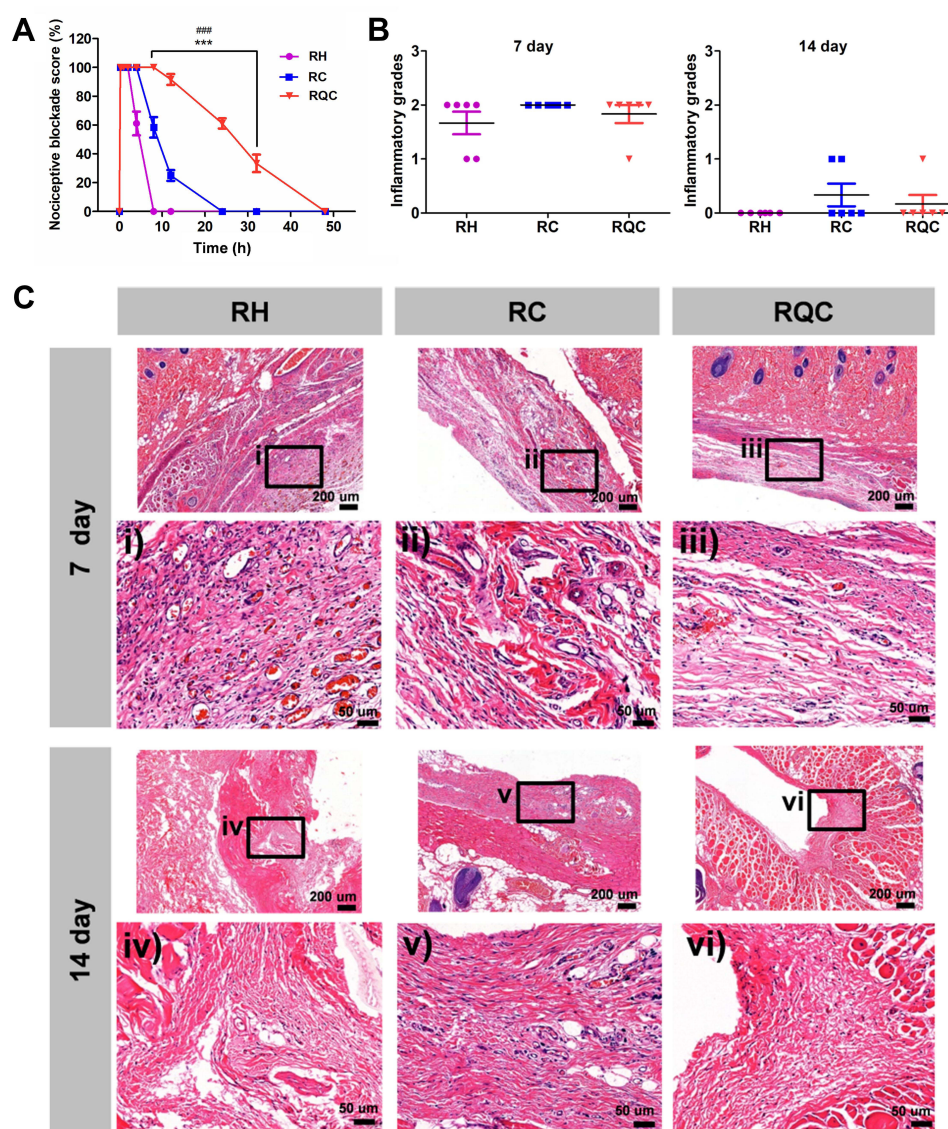 A
Nociceptive blockade score (%)
120
100
80
60
40
20
0
###
***
RH
RC
RQC
0 10 20 30 40 50
Time (h)
B
7 day
Inflammatory grades
3
2
1
0
RH RC RQC
14 day
Inflammatory grades
3
2
1
0
RH RC RQC
C
RH RC RQC
7 day
i
200 um
ii
200 um
iii
200 um
i)
50 um
ii)
50 um
iii)
50 um
14 day
iv
200 um
v
200 um
vi
200 um
iv)
50 um
v)
50 um
vi)
50 um